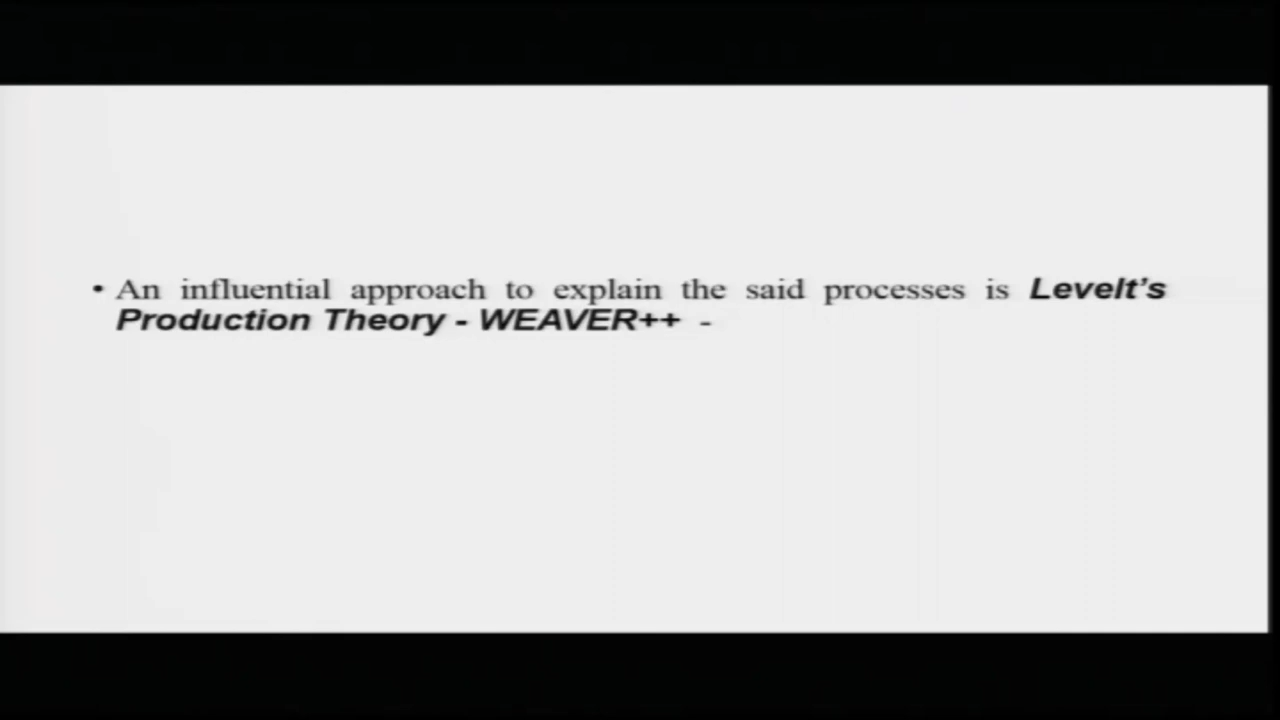 • An influential approach to explain the said processes is Levelt's
Production Theory - WEAVER++ -